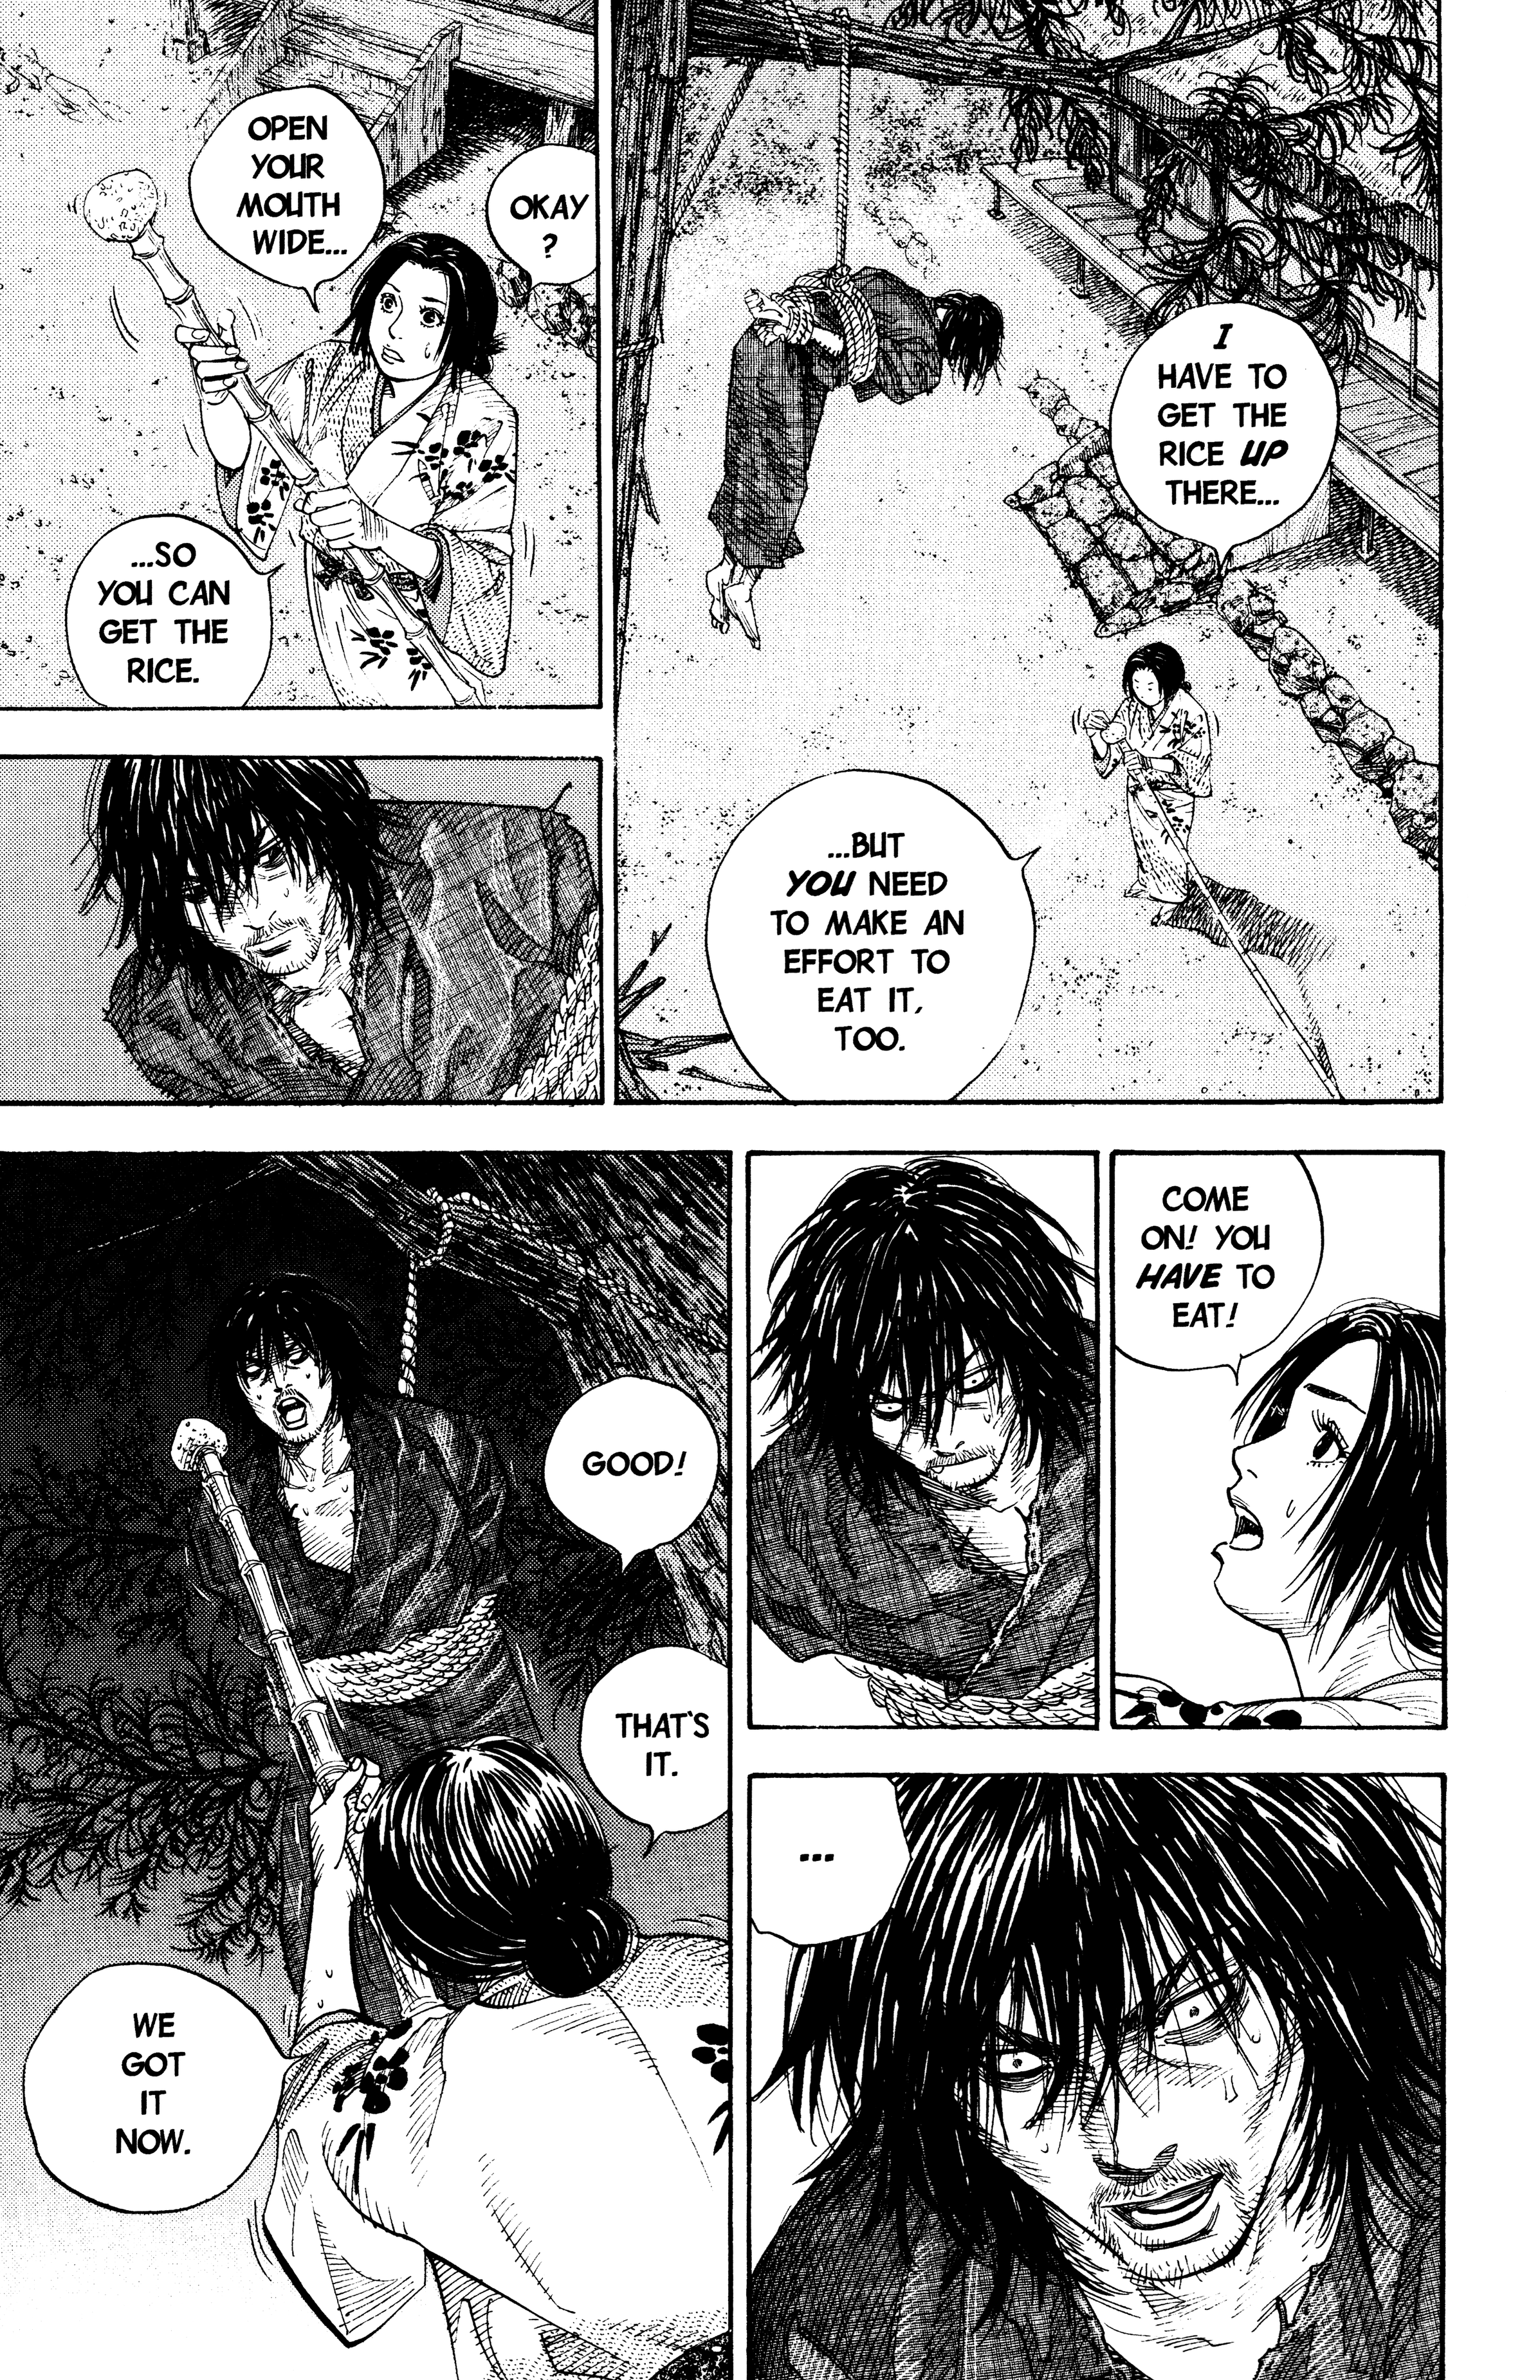 I
HAVE TO
GET THE
RICE UP
THERE...
...BUT
YOU NEED
TO MAKE AN
EFFORT TO
EAT IT,
TOO.
OKAY
?
OPEN
YOUR
MOUTH
WIDE...
...SO
YOU CAN
GET THE
RICE.
COME
ON! YOU
HAVE TO
EAT!
...
GOOD!
THAT'S
IT.
WE
GOT
IT
NOW.